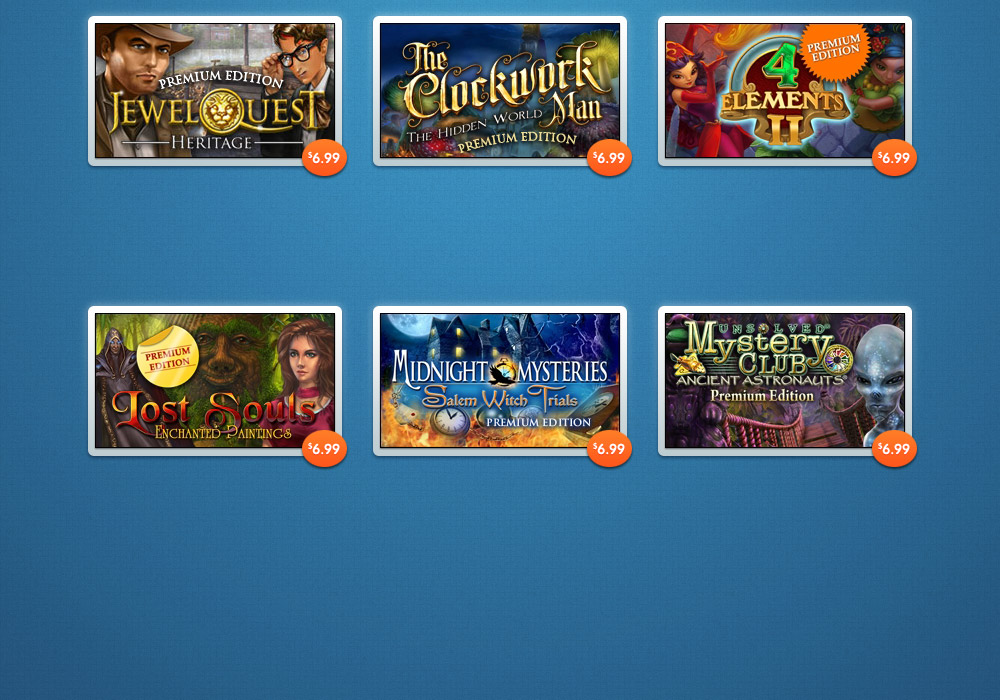 PREMIUM EDITION
JEWEL QUEST
HERITAGE
$6.99
The
Clockwork
Man
THE HIDDEN WORLD
PREMIUM EDITION
$6.99
PREMIUM
EDITION
4
ELEMENTS
II
$6.99
PREMIUM
EDITION
Lost Souls
ENCHANTED PAINTINGS
$6.99
MIDNIGHT MYSTERIES
Salem Witch Trials
PREMIUM EDITION
$6.99
UNSOLVED
Mystery
CLUB
ANCIENT ASTRONAUTS
Premium Edition
$6.99